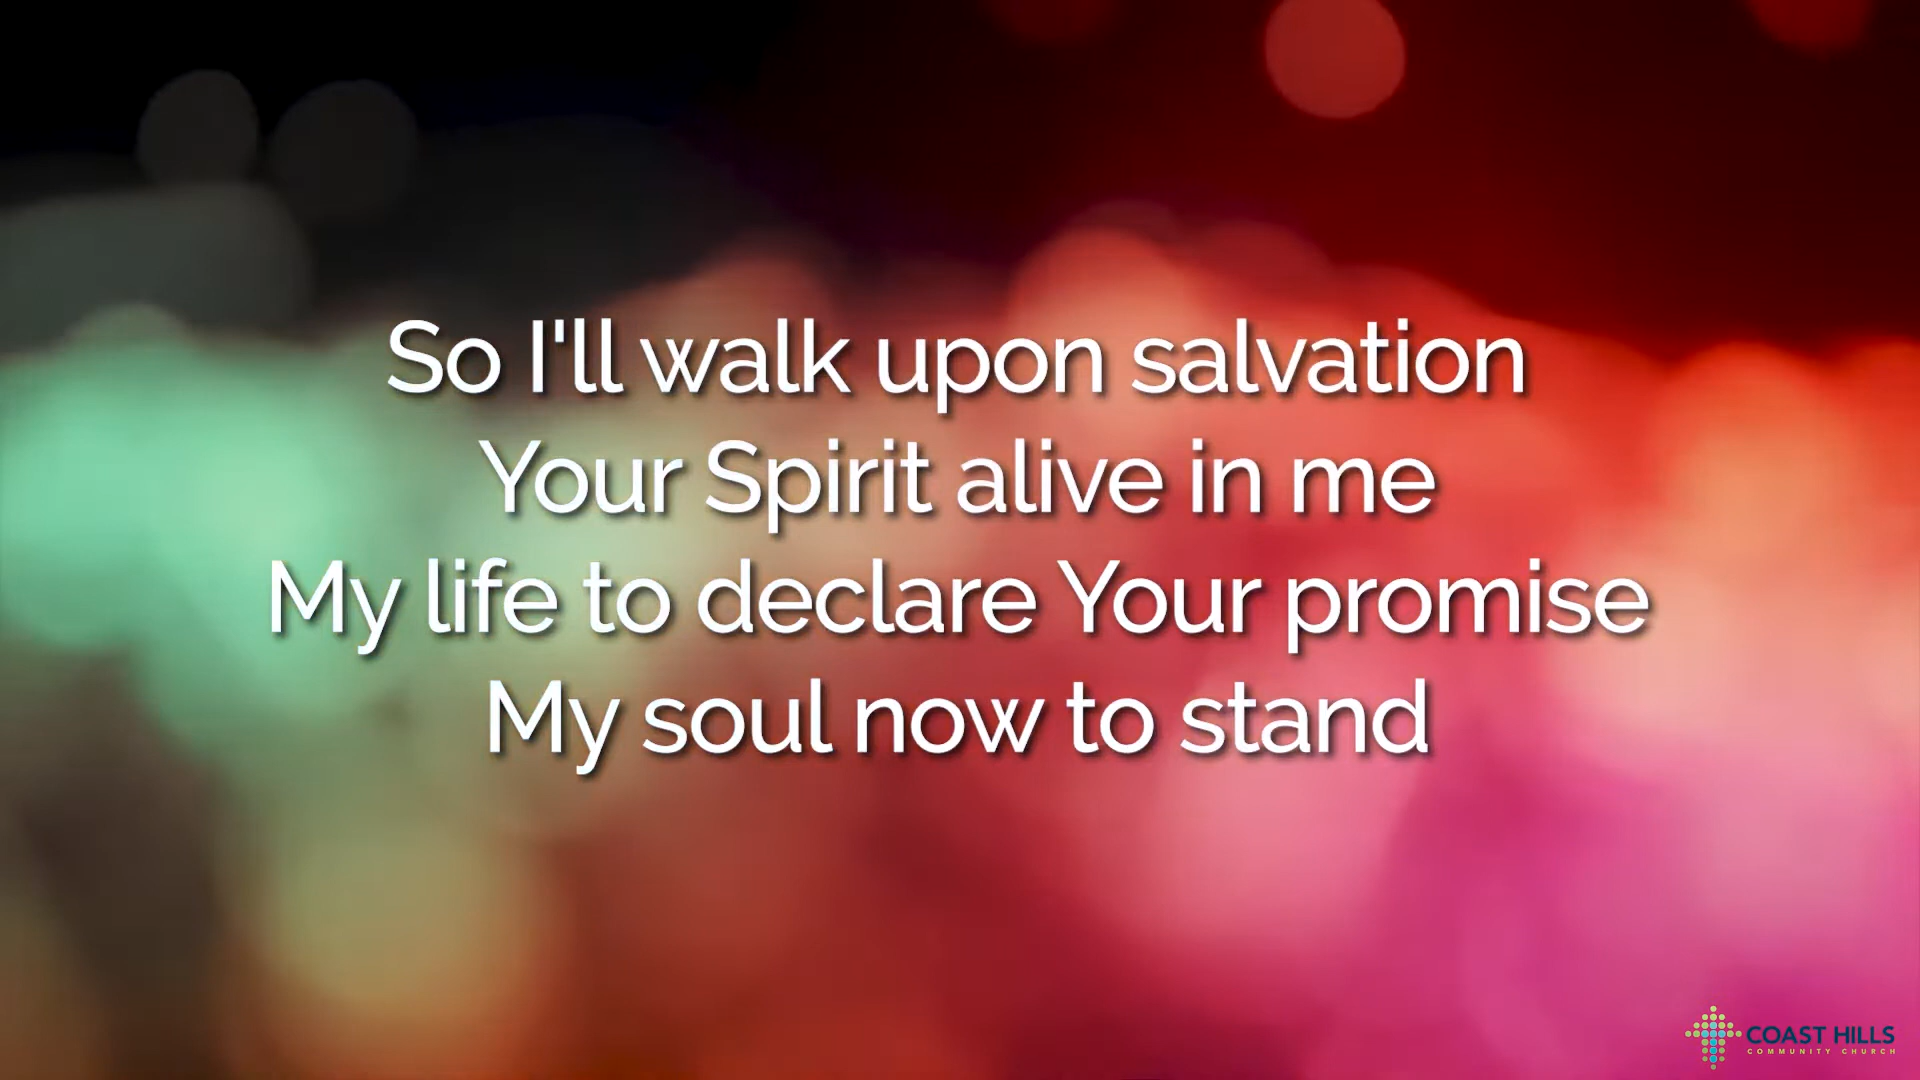 So I'll walk upon salvation
Your Spirit alive in me
My life to declare Your promise
My soul now to stand
COAST HILLS
COMMUNITY CHURCH